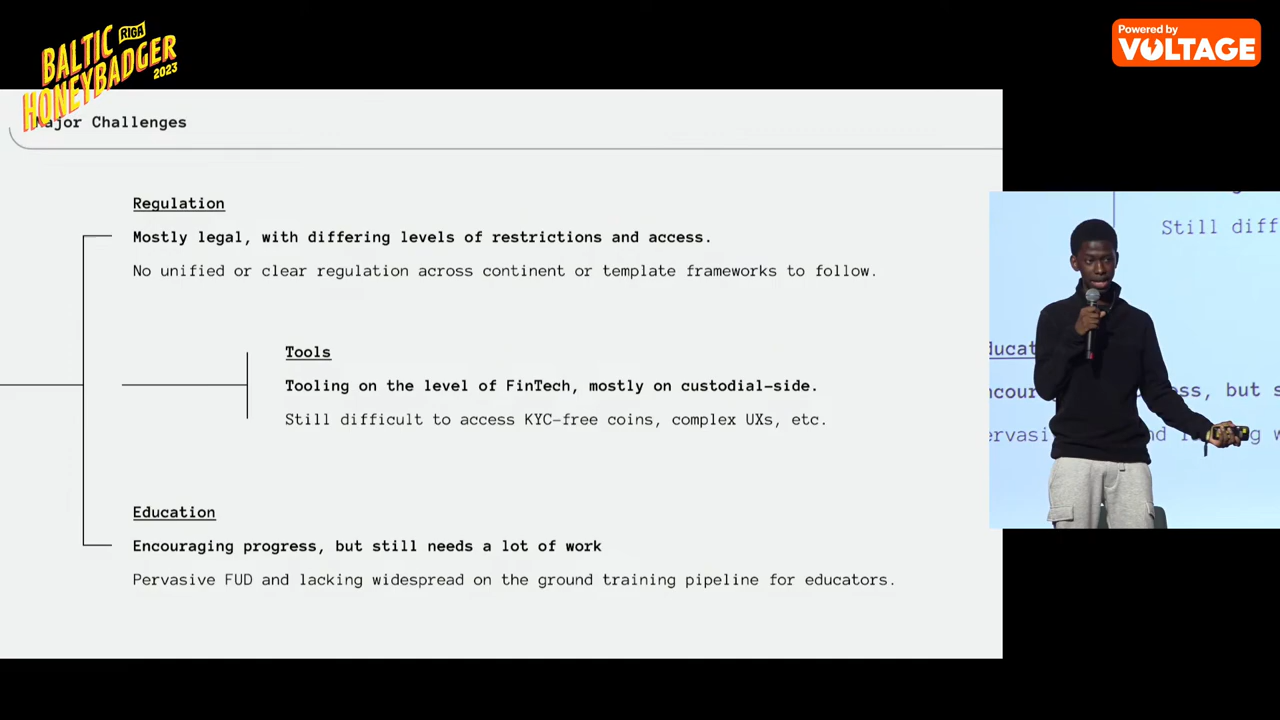 BALTIC
RIGA
HONEYBADGER
2023
Powered by
VOLTAGE
Major Challenges
Regulation
Mostly legal, with differing levels of restrictions and access.
No unified or clear regulation across continent or template frameworks to follow.
Tools
Tooling on the level of FinTech, mostly on custodial-side.
Still difficult to access KYC-free coins, complex UXs, etc.
Education
Encouraging progress, but still needs a lot of work
Pervasive FUD and lacking widespread on the ground training pipeline for educators.
Still diff
ducat
ncour ess, but s
ervasi nd l g w